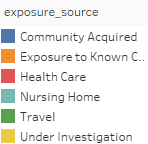 exposure_source
Community Acquired
Exposure to Known C..
Health Care
Nursing Home
Travel
Under Investigation